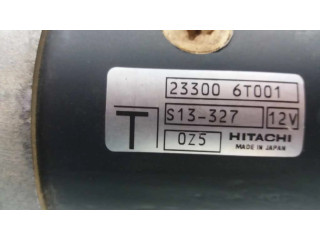 23300 6T001
T S13-327 12V
0Z5 HITACHI
MADE IN JAPAN